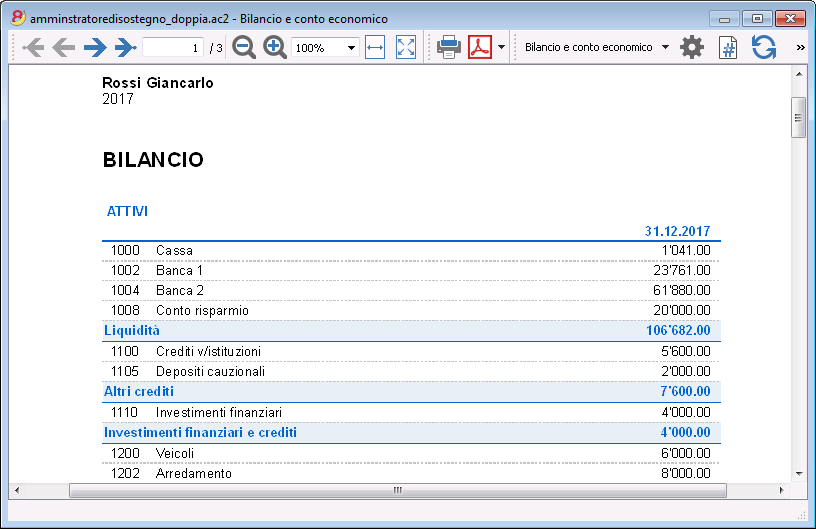 amminstratoredisostegno_doppia.ac2 - Bilancio e conto economico
1 / 3 100% Bilancio e conto economico # »
Rossi Giancarlo
2017
BILANCIO
ATTIVI
31.12.2017
1000 Cassa 1'041.00
1002 Banca 1 23'761.00
1004 Banca 2 61'880.00
1008 Conto risparmio 20'000.00
Liquidità 106'682.00
1100 Crediti v/istituzioni 5'600.00
1105 Depositi cauzionali 2'000.00
Altri crediti 7'600.00
1110 Investimenti finanziari 4'000.00
Investimenti finanziari e crediti 4'000.00
1200 Veicoli 6'000.00
1202 Arredamento 8'000.00